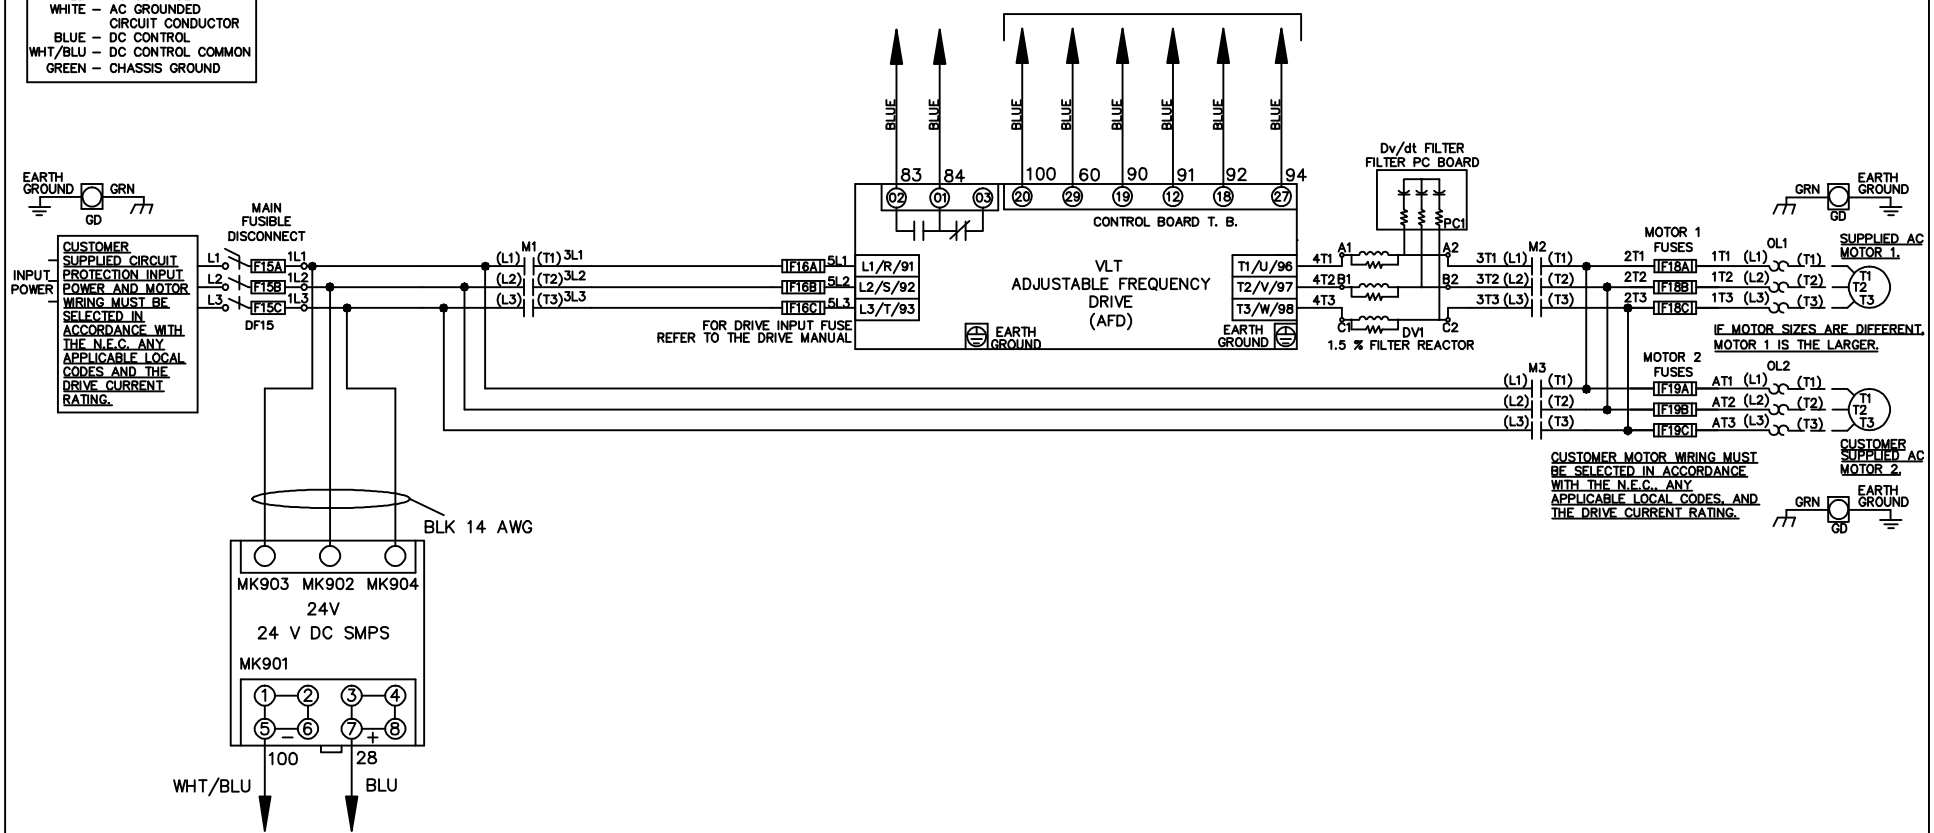 WHITE – AC GROUNDED
CIRCUIT CONDUCTOR
BLUE – DC CONTROL
WHT/BLU – DC CONTROL COMMON
GREEN – CHASSIS GROUND
BLUE BLUE BLUE BLUE BLUE BLUE BLUE BLUE
83 84 100 60 90 91 92 94
02 01 03 20 29 19 12 18 27
CONTROL BOARD T. B.
Dv/dt FILTER
FILTER PC BOARD
PC1
EARTH
GROUND
GRN
GD
MAIN
FUSIBLE
DISCONNECT
INPUT
POWER
CUSTOMER
SUPPLIED CIRCUIT
PROTECTION INPUT
POWER AND MOTOR
WIRING MUST BE
SELECTED IN
ACCORDANCE WITH
THE N.E.C. ANY
APPLICABLE LOCAL
CODES AND THE
DRIVE CURRENT
RATING.
L1 F15A 1L1
L2 F15B 1L2
L3 F15C 1L3
DF15
M1
(L1) (T1) 3L1
(L2) (T2) 3L2
(L3) (T3) 3L3
F16A 5L1
F16B 5L2
F16C 5L3
FOR DRIVE INPUT FUSE
REFER TO THE DRIVE MANUAL
L1/R/91
L2/S/92
L3/T/93
VLT
ADJUSTABLE FREQUENCY
DRIVE
(AFD)
EARTH
GROUND
EARTH
GROUND
T1/U/96
T2/V/97
T3/W/98
4T1 A1 A2
4T2 B1 B2
4T3 C1 C2
DV1
1.5 % FILTER REACTOR
M2
3T1 (L1) (T1)
3T2 (L2) (T2)
3T3 (L3) (T3)
MOTOR 1
FUSES
2T1 F18A 1T1 (L1)
2T2 F18B 1T2 (L2)
2T3 F18C 1T3 (L3)
OL1
(T1)
(T2)
(T3)
GRN
GD
EARTH
GROUND
SUPPLIED AC
MOTOR 1.
T1
T2
T3
IF MOTOR SIZES ARE DIFFERENT,
MOTOR 1 IS THE LARGER.
M3
(L1) (T1)
(L2) (T2)
(L3) (T3)
MOTOR 2
FUSES
F19A AT1 (L1)
F19B AT2 (L2)
F19C AT3 (L3)
OL2
(T1)
(T2)
(T3)
T1
T2
T3
CUSTOMER
SUPPLIED AC
MOTOR 2.
CUSTOMER MOTOR WIRING MUST
BE SELECTED IN ACCORDANCE
WITH THE N.E.C., ANY
APPLICABLE LOCAL CODES, AND
THE DRIVE CURRENT RATING.
GRN
GD
EARTH
GROUND
BLK 14 AWG
MK903 MK902 MK904
24V
24 V DC SMPS
MK901
1 2 3 4
5 6 7 8
– +
100 28
WHT/BLU BLU